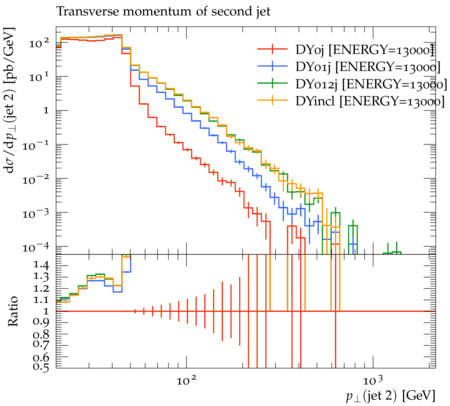 Transverse momentum of second jet
dσ/dp⊥(jet 2) [pb/GeV]
10²
10¹
1
10⁻¹
10⁻²
10⁻³
10⁻⁴
DY0j [ENERGY=13000]
DY01j [ENERGY=13000]
DY012j [ENERGY=13000]
DYincl [ENERGY=13000]
Ratio
1.4
1.3
1.2
1.1
1
0.9
0.8
0.7
0.6
0.5
10²
10³
p⊥(jet 2) [GeV]